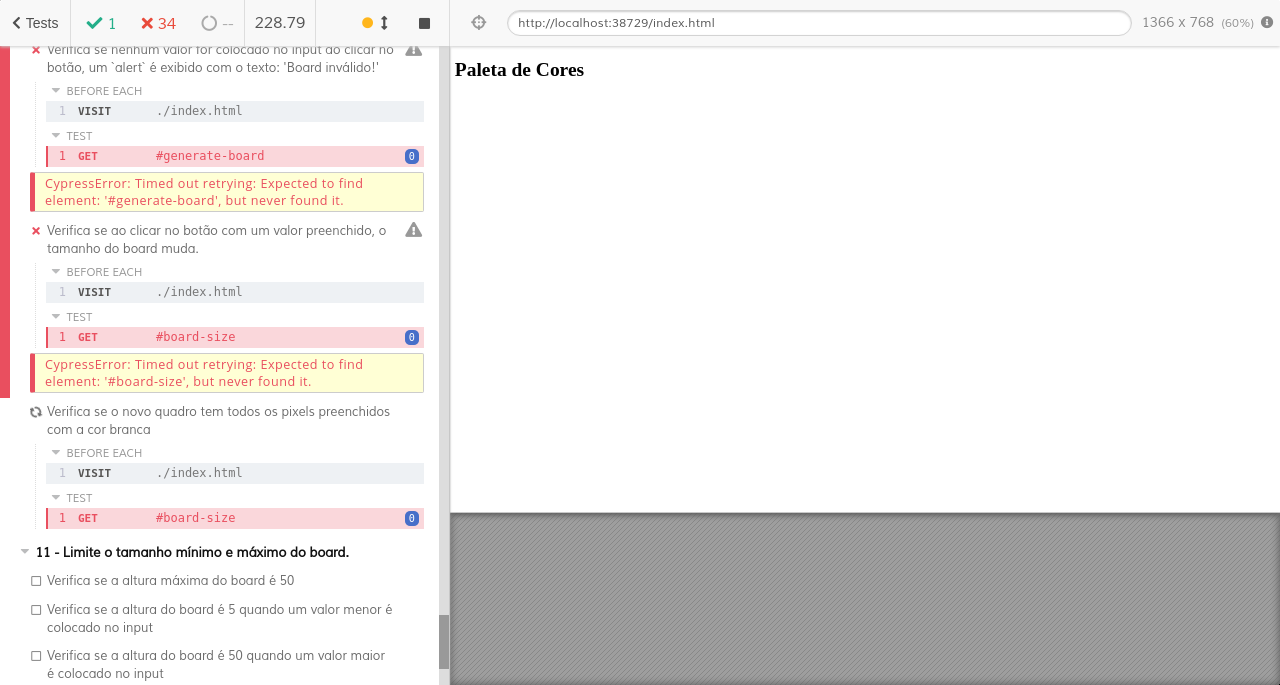 Tests
1
34
--
228.79
http://localhost:38729/index.html
1366 x 768 (60%)
Verifica se nenhum valor for colocado no input ao clicar no
botão, um `alert` é exibido com o texto: 'Board inválido!'
BEFORE EACH
1 VISIT ./index.html
TEST
1 GET #generate-board 0
CypressError: Timed out retrying: Expected to find
element: '#generate-board', but never found it.
Verifica se ao clicar no botão com um valor preenchido, o
tamanho do board muda.
BEFORE EACH
1 VISIT ./index.html
TEST
1 GET #board-size 0
CypressError: Timed out retrying: Expected to find
element: '#board-size', but never found it.
Verifica se o novo quadro tem todos os pixels preenchidos
com a cor branca
BEFORE EACH
1 VISIT ./index.html
TEST
1 GET #board-size 0
11 - Limite o tamanho mínimo e máximo do board.
Verifica se a altura máxima do board é 50
Verifica se a altura do board é 5 quando um valor menor é
colocado no input
Verifica se a altura do board é 50 quando um valor maior
é colocado no input
Paleta de Cores